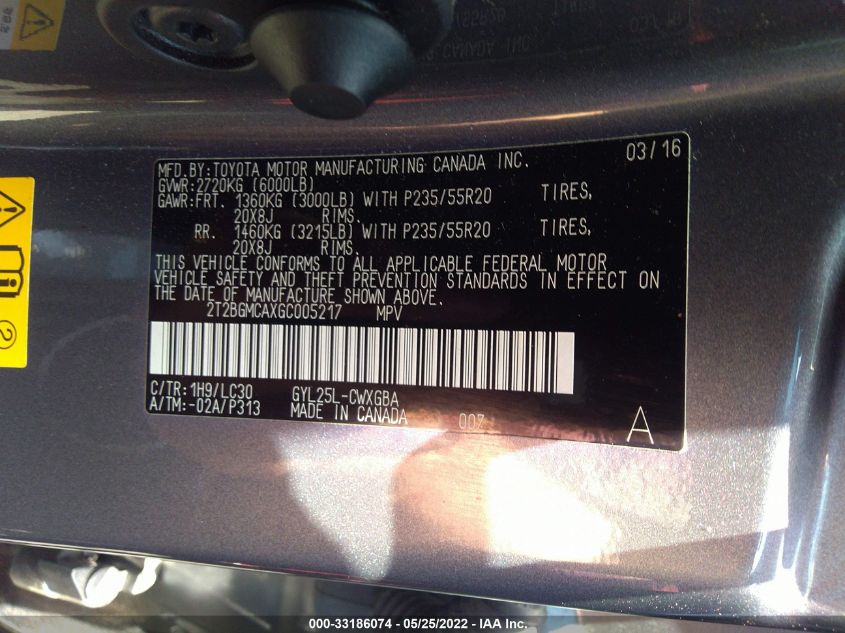 MFD.BY:TOYOTA MOTOR MANUFACTURING CANADA INC. 03/16
GVWR:2720KG (6000LB)
GAWR:FRT. 1360KG (3000LB) WITH P235/55R20 TIRES,
20X8J RIMS.
RR. 1460KG (3215LB) WITH P235/55R20 TIRES,
20X8J RIMS.
THIS VEHICLE CONFORMS TO ALL APPLICABLE FEDERAL MOTOR
VEHICLE SAFETY AND THEFT PREVENTION STANDARDS IN EFFECT ON
THE DATE OF MANUFACTURE SHOWN ABOVE.
2T2BGMCAXGC005217 MPV
C/TR:1H9/LC30 GYL25L-CWXGBA
A/TM:-02A/P313 MADE IN CANADA A
000-33186074 - 05/25/2022 - IAA Inc.